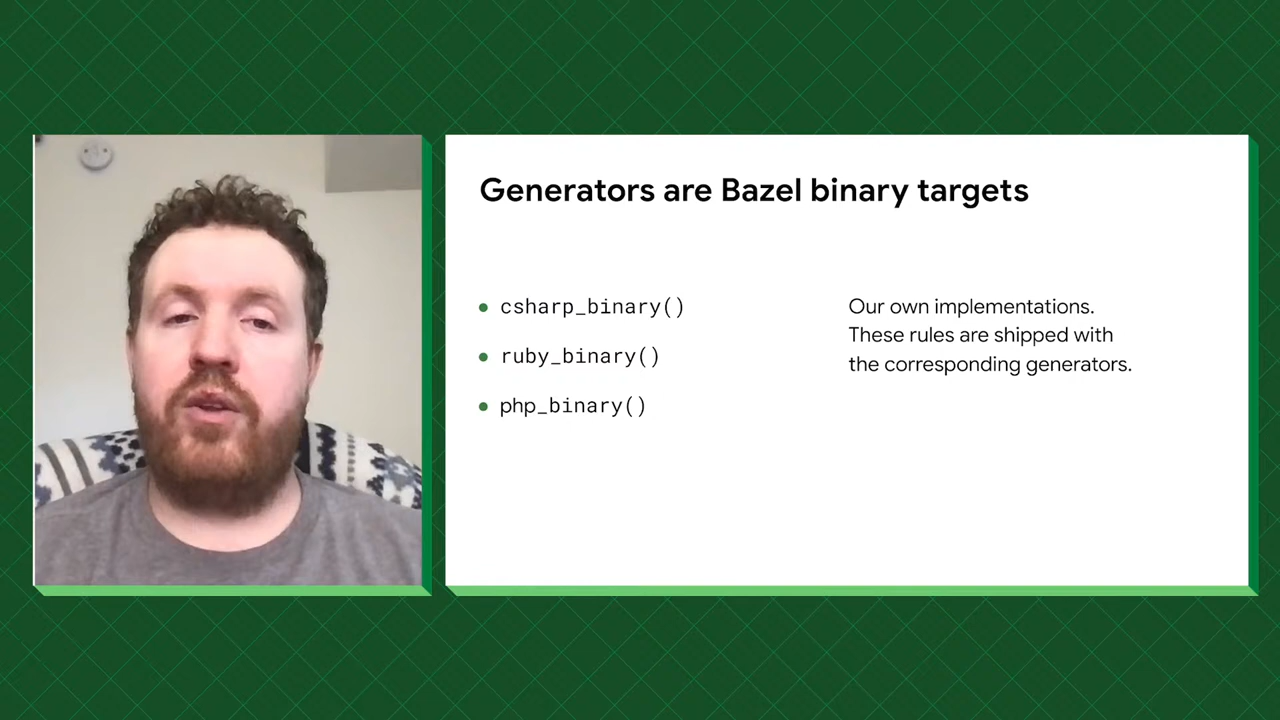 Generators are Bazel binary targets
csharp_binary()
ruby_binary()
php_binary()
Our own implementations.
These rules are shipped with
the corresponding generators.